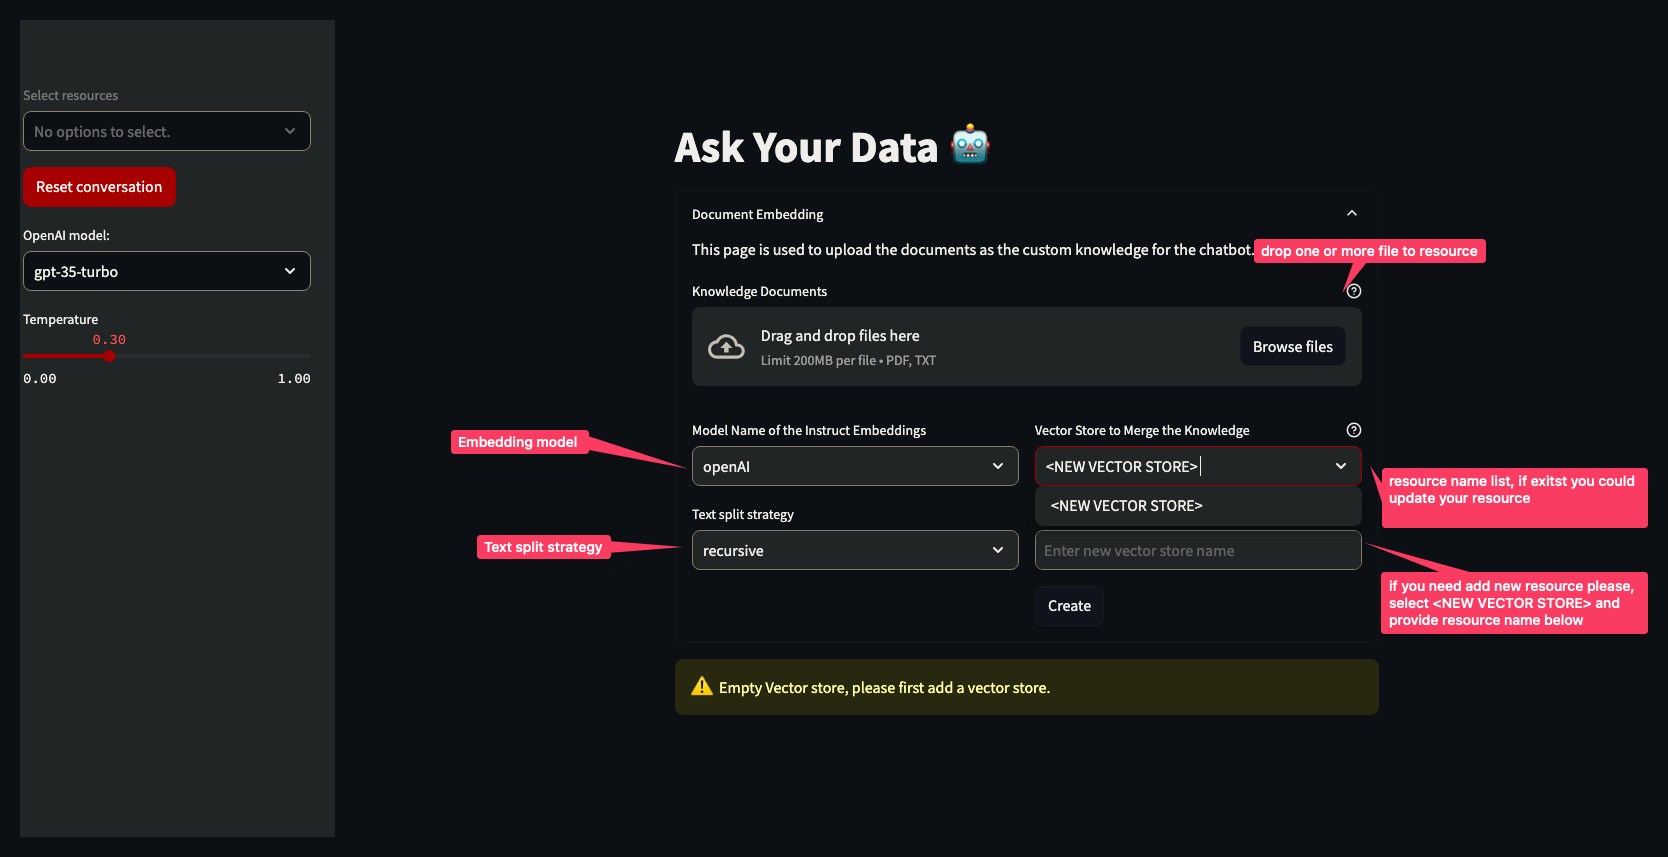 Select resources
No options to select.
Reset conversation
OpenAI model:
gpt-35-turbo
Temperature
0.30
0.00 1.00
Ask Your Data
Document Embedding
This page is used to upload the documents as the custom knowledge for the chatbot.
drop one or more file to resource
Knowledge Documents
Drag and drop files here
Limit 200MB per file • PDF, TXT
Browse files
Embedding model
Model Name of the Instruct Embeddings
openAI
Vector Store to Merge the Knowledge
<NEW VECTOR STORE>
<NEW VECTOR STORE>
resource name list, if exitst you could
update your resource
Text split strategy
Text split strategy
recursive
Enter new vector store name
if you need add new resource please,
select <NEW VECTOR STORE> and
provide resource name below
Create
Empty Vector store, please first add a vector store.